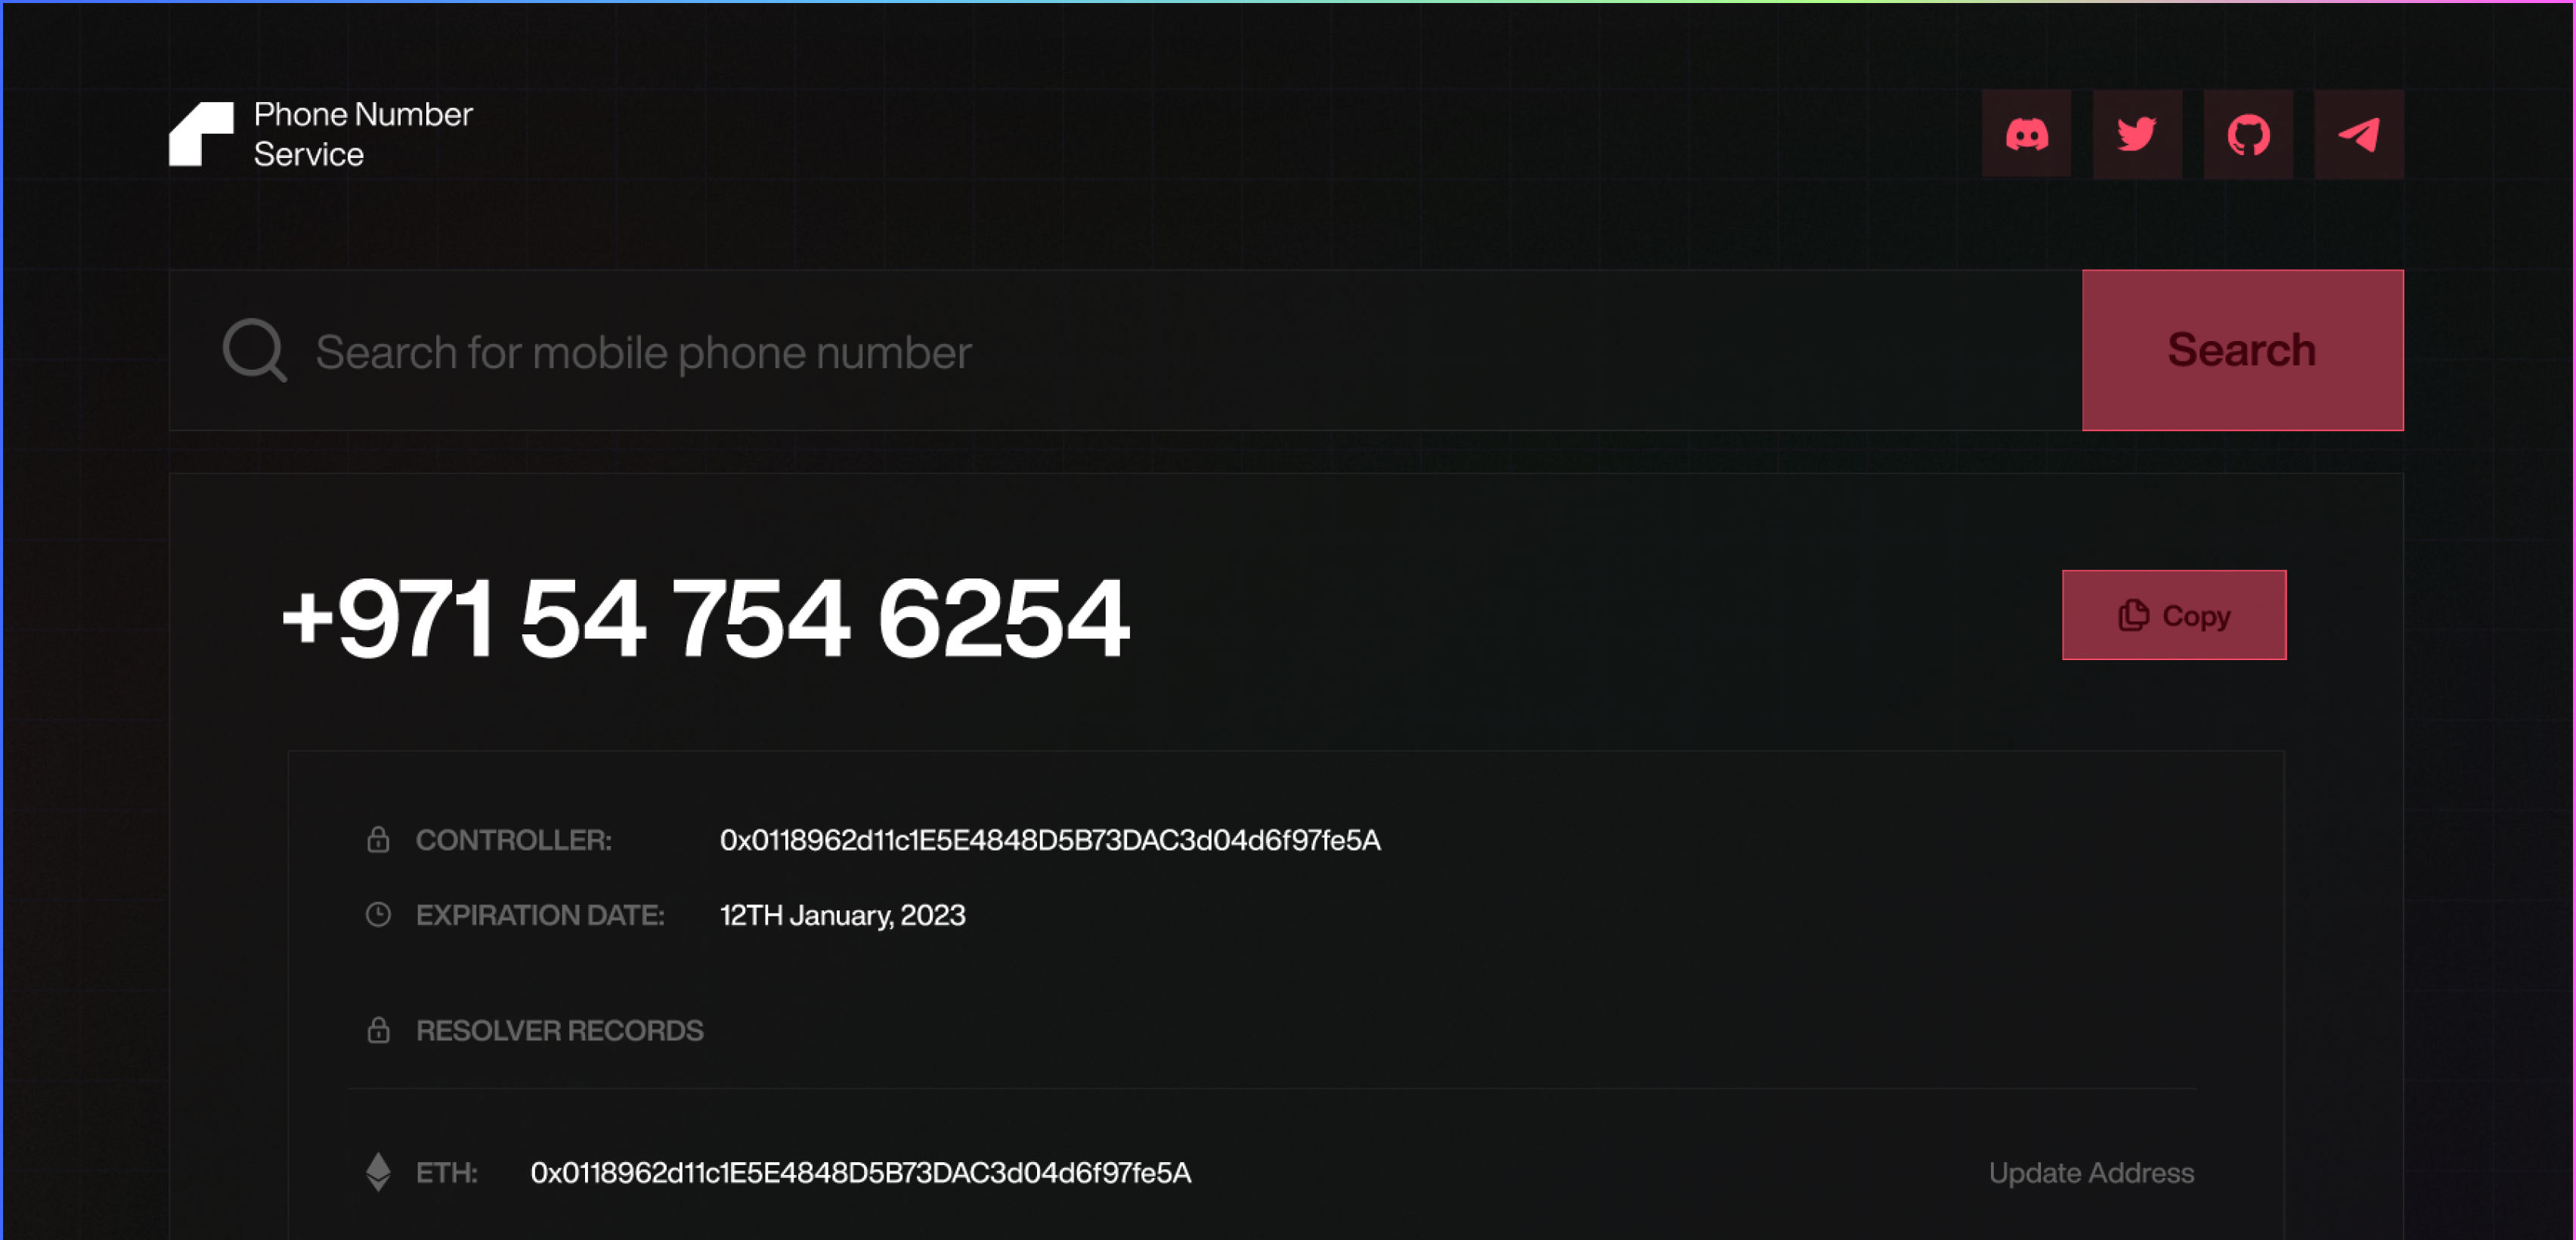 Phone Number
Service
Search for mobile phone number
Search
+971 54 754 6254
Copy
CONTROLLER: 0x0118962d11c1E5E4848D5B73DAC3d04d6f97fe5A
EXPIRATION DATE: 12TH January, 2023
RESOLVER RECORDS
ETH: 0x0118962d11c1E5E4848D5B73DAC3d04d6f97fe5A Update Address